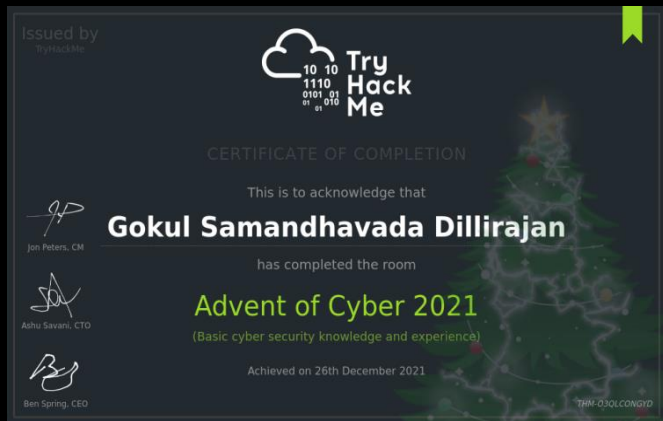 Issued by
TryHackMe
10 10
1110
0101 01
01 010
01
Try
Hack
Me
CERTIFICATE OF COMPLETION
This is to acknowledge that
Gokul Samandhavada Dillirajan
has completed the room
Advent of Cyber 2021
(Basic cyber security knowledge and experience)
Achieved on 26th December 2021
Jon Peters, CM
Ashu Savani, CTO
Ben Spring, CEO
THM-O3OLCONGYD